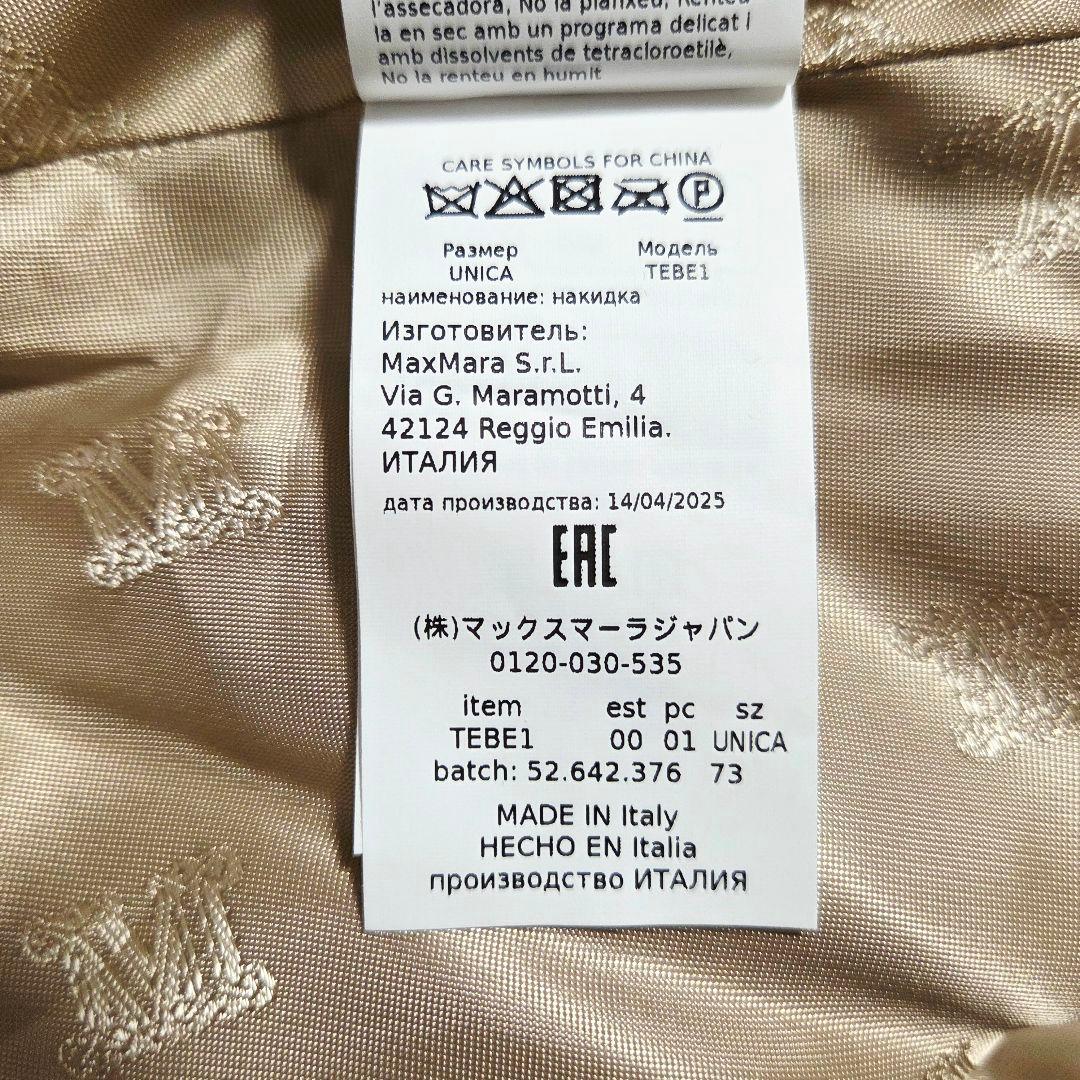 l'assecadora, No la planxeu, Renteu
la en sec amb un programa delicat i
amb dissolvents de tetracloroetilè,
No la renteu en humit
CARE SYMBOLS FOR CHINA
P
Размер Модель
UNICA TEBE1
наименование: накидка
Изготовитель:
MaxMara S.r.L.
Via G. Maramotti, 4
42124 Reggio Emilia.
ИТАЛИЯ
дата производства: 14/04/2025
EAC
(株)マックスマーラジャパン
0120-030-535
item est pc sz
TEBE1 00 01 UNICA
batch: 52.642.376 73
MADE IN Italy
HECHO EN Italia
производство ИТАЛИЯ